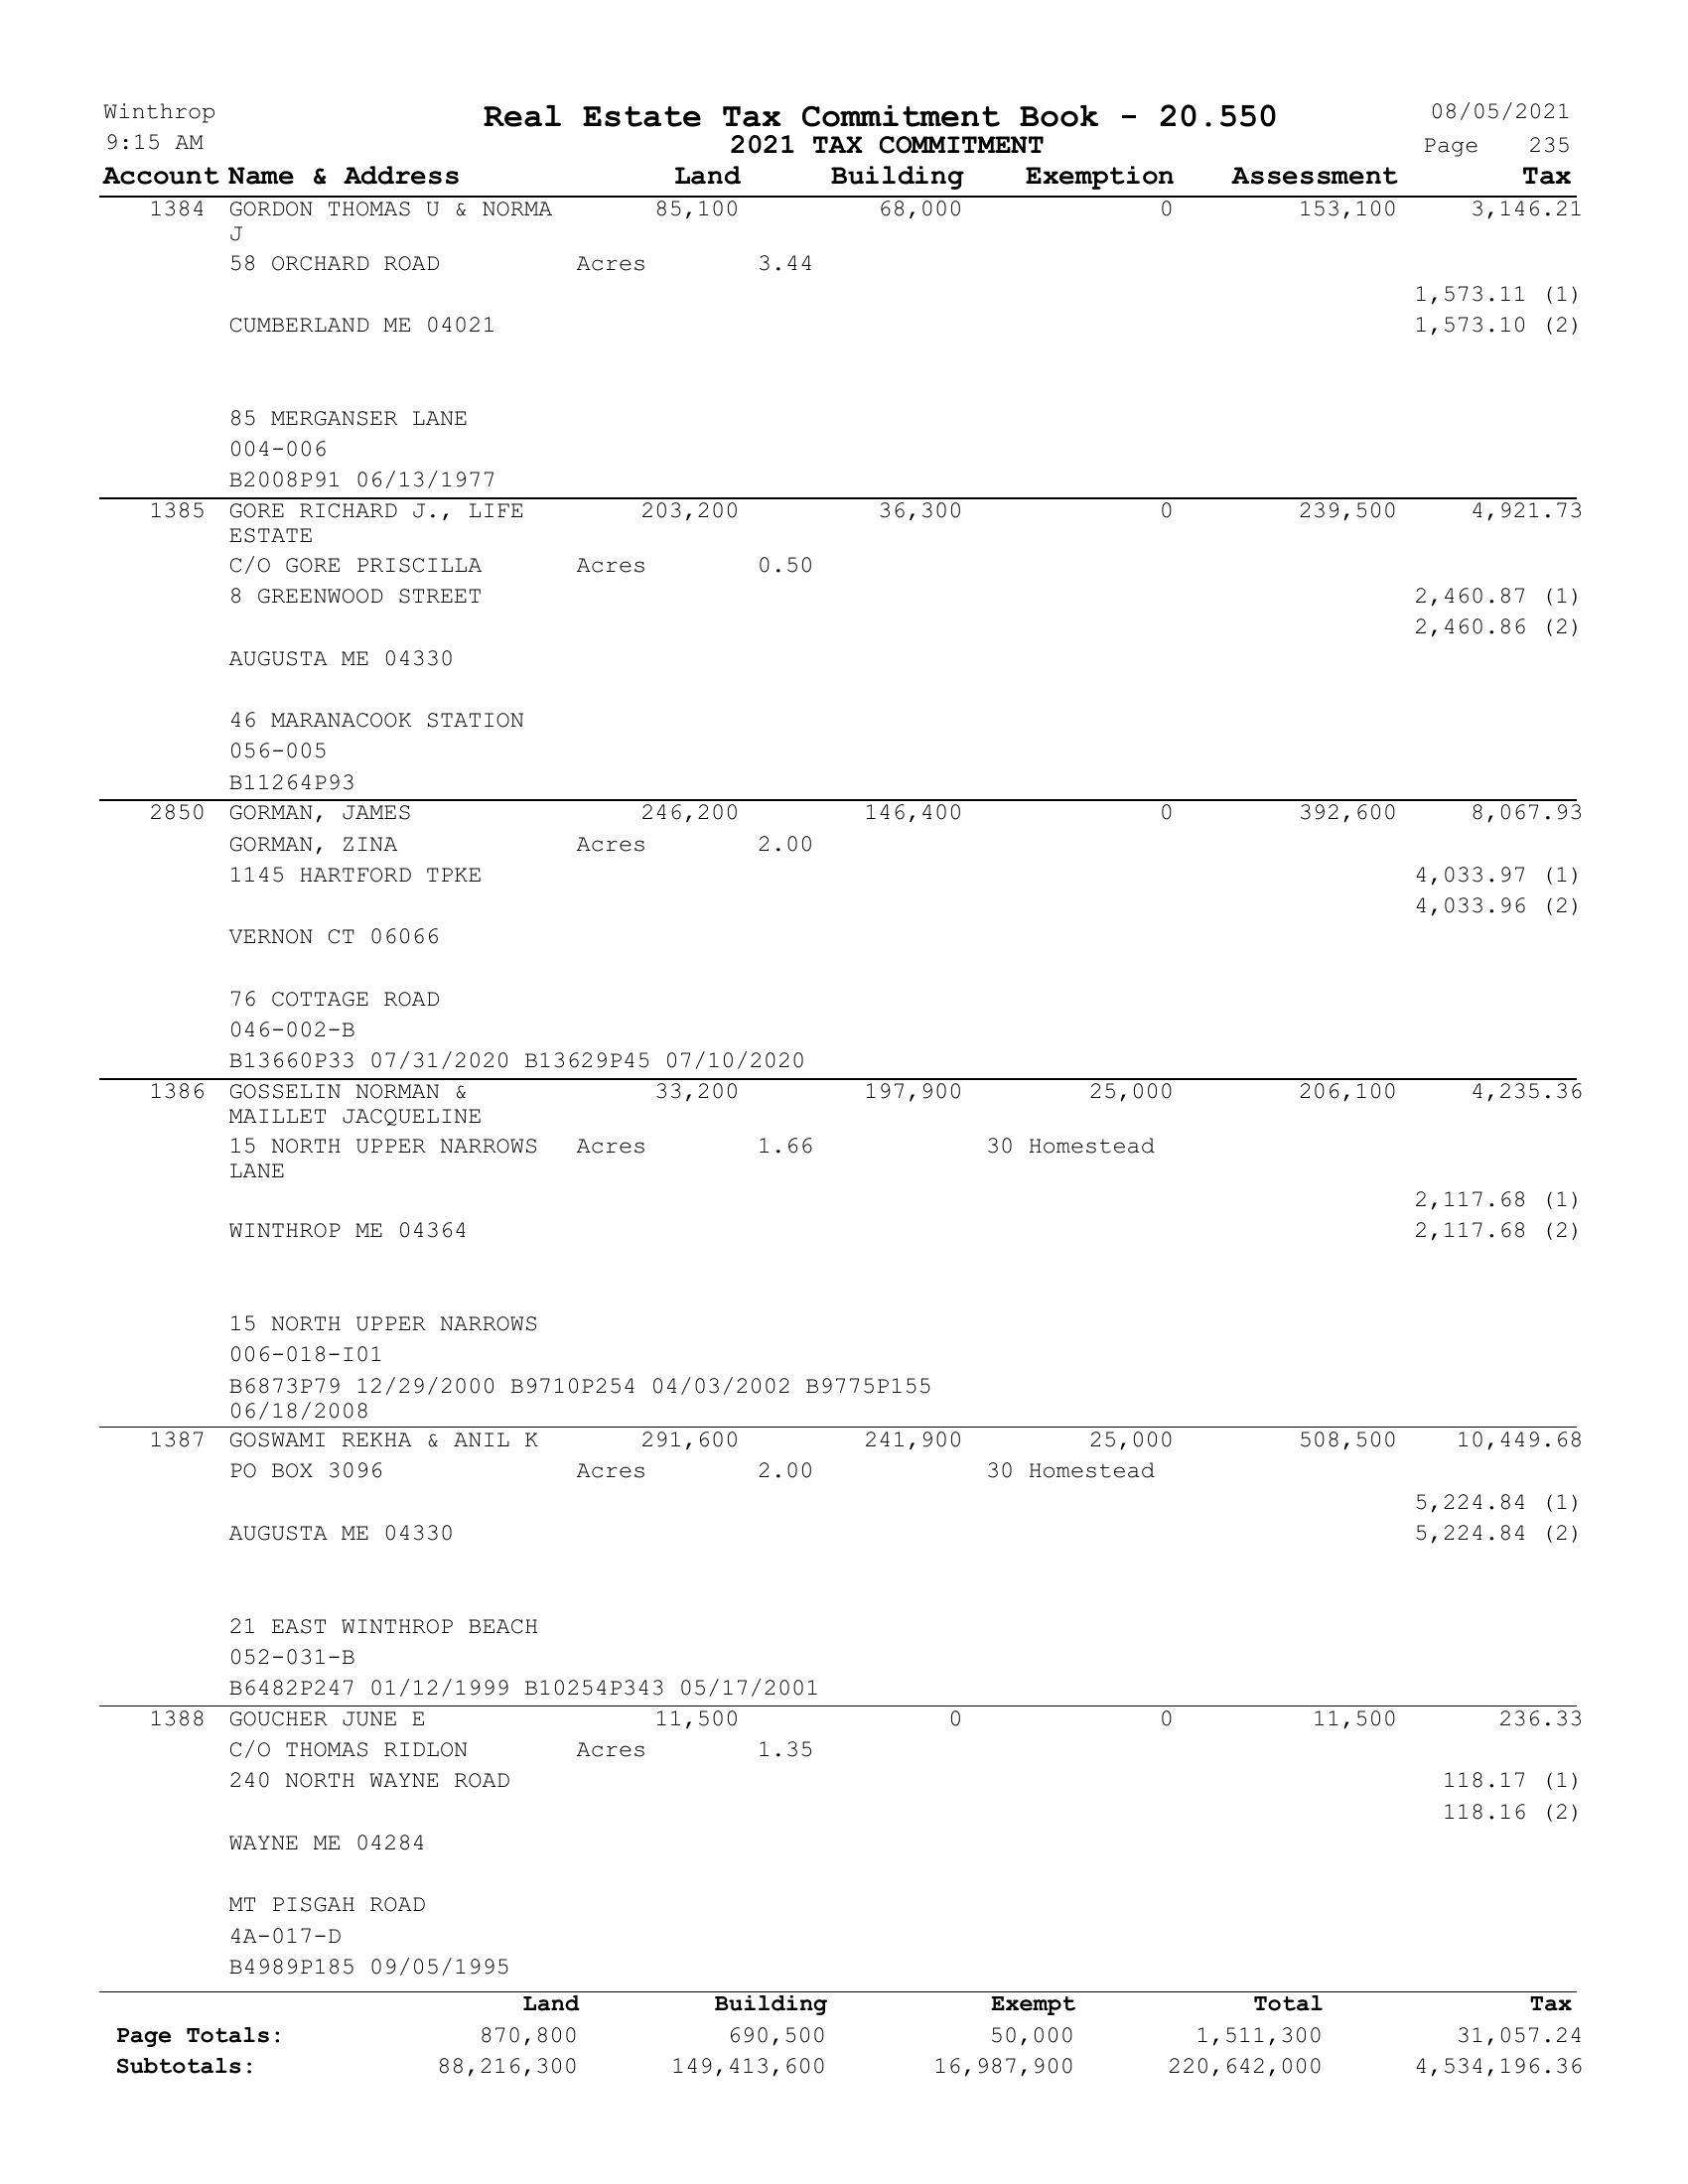 Winthrop Real Estate Tax Commitment Book - 20.550 08/05/2021
9:15 AM 2021 TAX COMMITMENT Page 235
Account Name & Address Land Building Exemption Assessment Tax
1384 GORDON THOMAS U & NORMA 85,100 68,000 0 153,100 3,146.21
J
58 ORCHARD ROAD Acres 3.44
1,573.11 (1)
CUMBERLAND ME 04021 1,573.10 (2)
85 MERGANSER LANE
004-006
B2008P91 06/13/1977
1385 GORE RICHARD J., LIFE 203,200 36,300 0 239,500 4,921.73
ESTATE
C/O GORE PRISCILLA Acres 0.50
8 GREENWOOD STREET 2,460.87 (1)
2,460.86 (2)
AUGUSTA ME 04330
46 MARANACOOK STATION
056-005
B11264P93
2850 GORMAN, JAMES 246,200 146,400 0 392,600 8,067.93
GORMAN, ZINA Acres 2.00
1145 HARTFORD TPKE 4,033.97 (1)
4,033.96 (2)
VERNON CT 06066
76 COTTAGE ROAD
046-002-B
B13660P33 07/31/2020 B13629P45 07/10/2020
1386 GOSSELIN NORMAN & 33,200 197,900 25,000 206,100 4,235.36
MAILLET JACQUELINE
15 NORTH UPPER NARROWS Acres 1.66 30 Homestead
LANE
2,117.68 (1)
WINTHROP ME 04364 2,117.68 (2)
15 NORTH UPPER NARROWS
006-018-I01
B6873P79 12/29/2000 B9710P254 04/03/2002 B9775P155
06/18/2008
1387 GOSWAMI REKHA & ANIL K 291,600 241,900 25,000 508,500 10,449.68
PO BOX 3096 Acres 2.00 30 Homestead
5,224.84 (1)
AUGUSTA ME 04330 5,224.84 (2)
21 EAST WINTHROP BEACH
052-031-B
B6482P247 01/12/1999 B10254P343 05/17/2001
1388 GOUCHER JUNE E 11,500 0 0 11,500 236.33
C/O THOMAS RIDLON Acres 1.35
240 NORTH WAYNE ROAD 118.17 (1)
118.16 (2)
WAYNE ME 04284
MT PISGAH ROAD
4A-017-D
B4989P185 09/05/1995
Land Building Exempt Total Tax
Page Totals: 870,800 690,500 50,000 1,511,300 31,057.24
Subtotals: 88,216,300 149,413,600 16,987,900 220,642,000 4,534,196.36